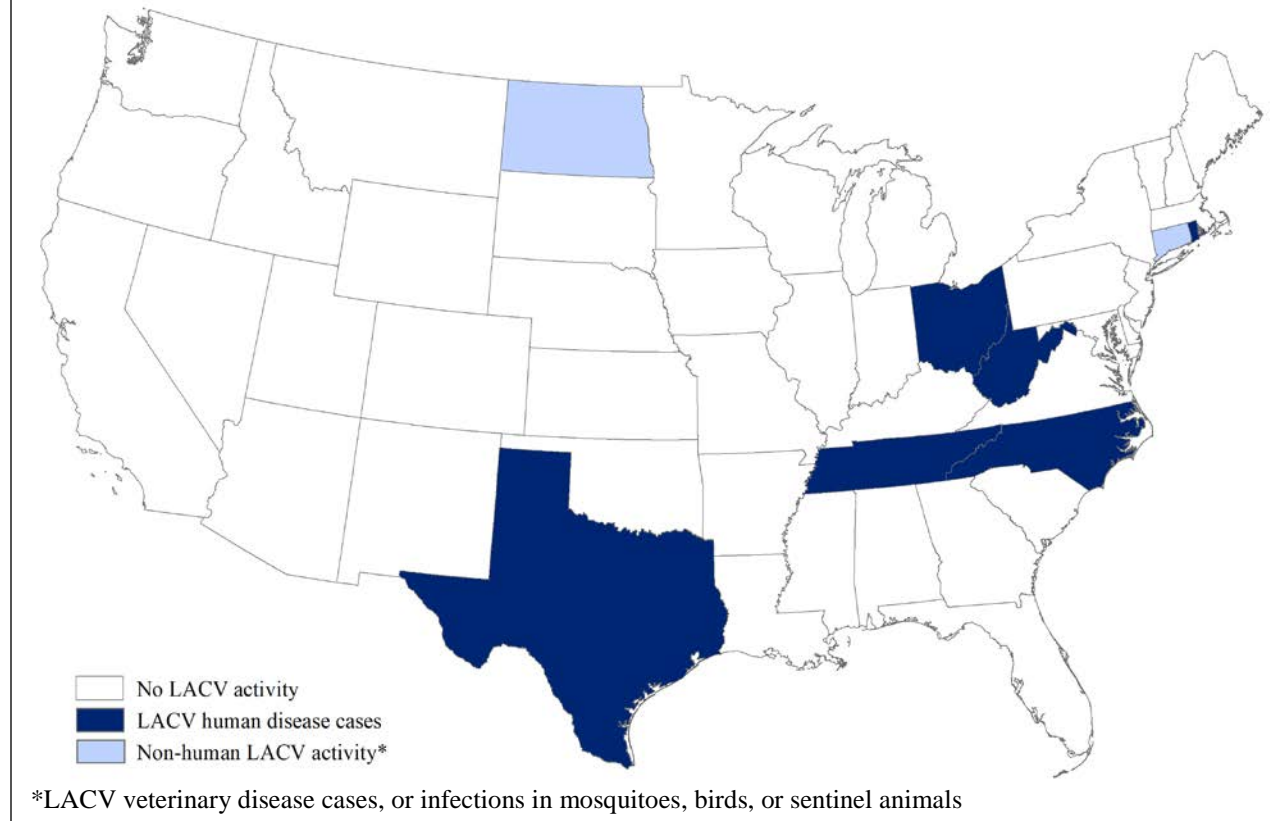 No LACV activity
LACV human disease cases
Non-human LACV activity*
*LACV veterinary disease cases, or infections in mosquitoes, birds, or sentinel animals